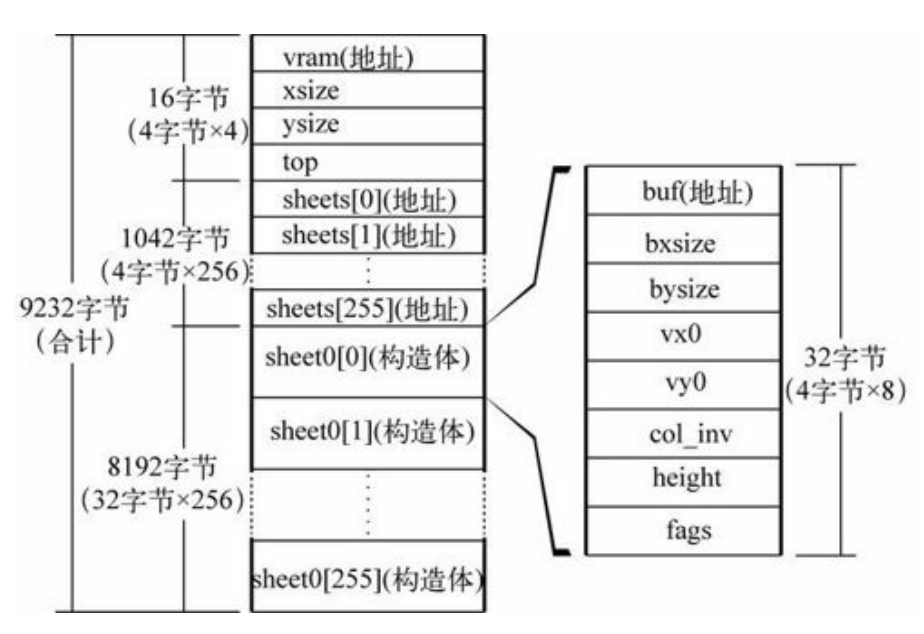 vram(地址)
xsize
ysize
top
sheets[0](地址)
sheets[1](地址)
sheets[255](地址)
sheet0[0](构造体)
sheet0[1](构造体)
sheet0[255](构造体)
16字节
(4字节×4)
1042字节
(4字节×256)
9232字节
(合计)
8192字节
(32字节×256)
buf(地址)
bxsize
bysize
vx0
vy0
col_inv
height
fags
32字节
(4字节×8)